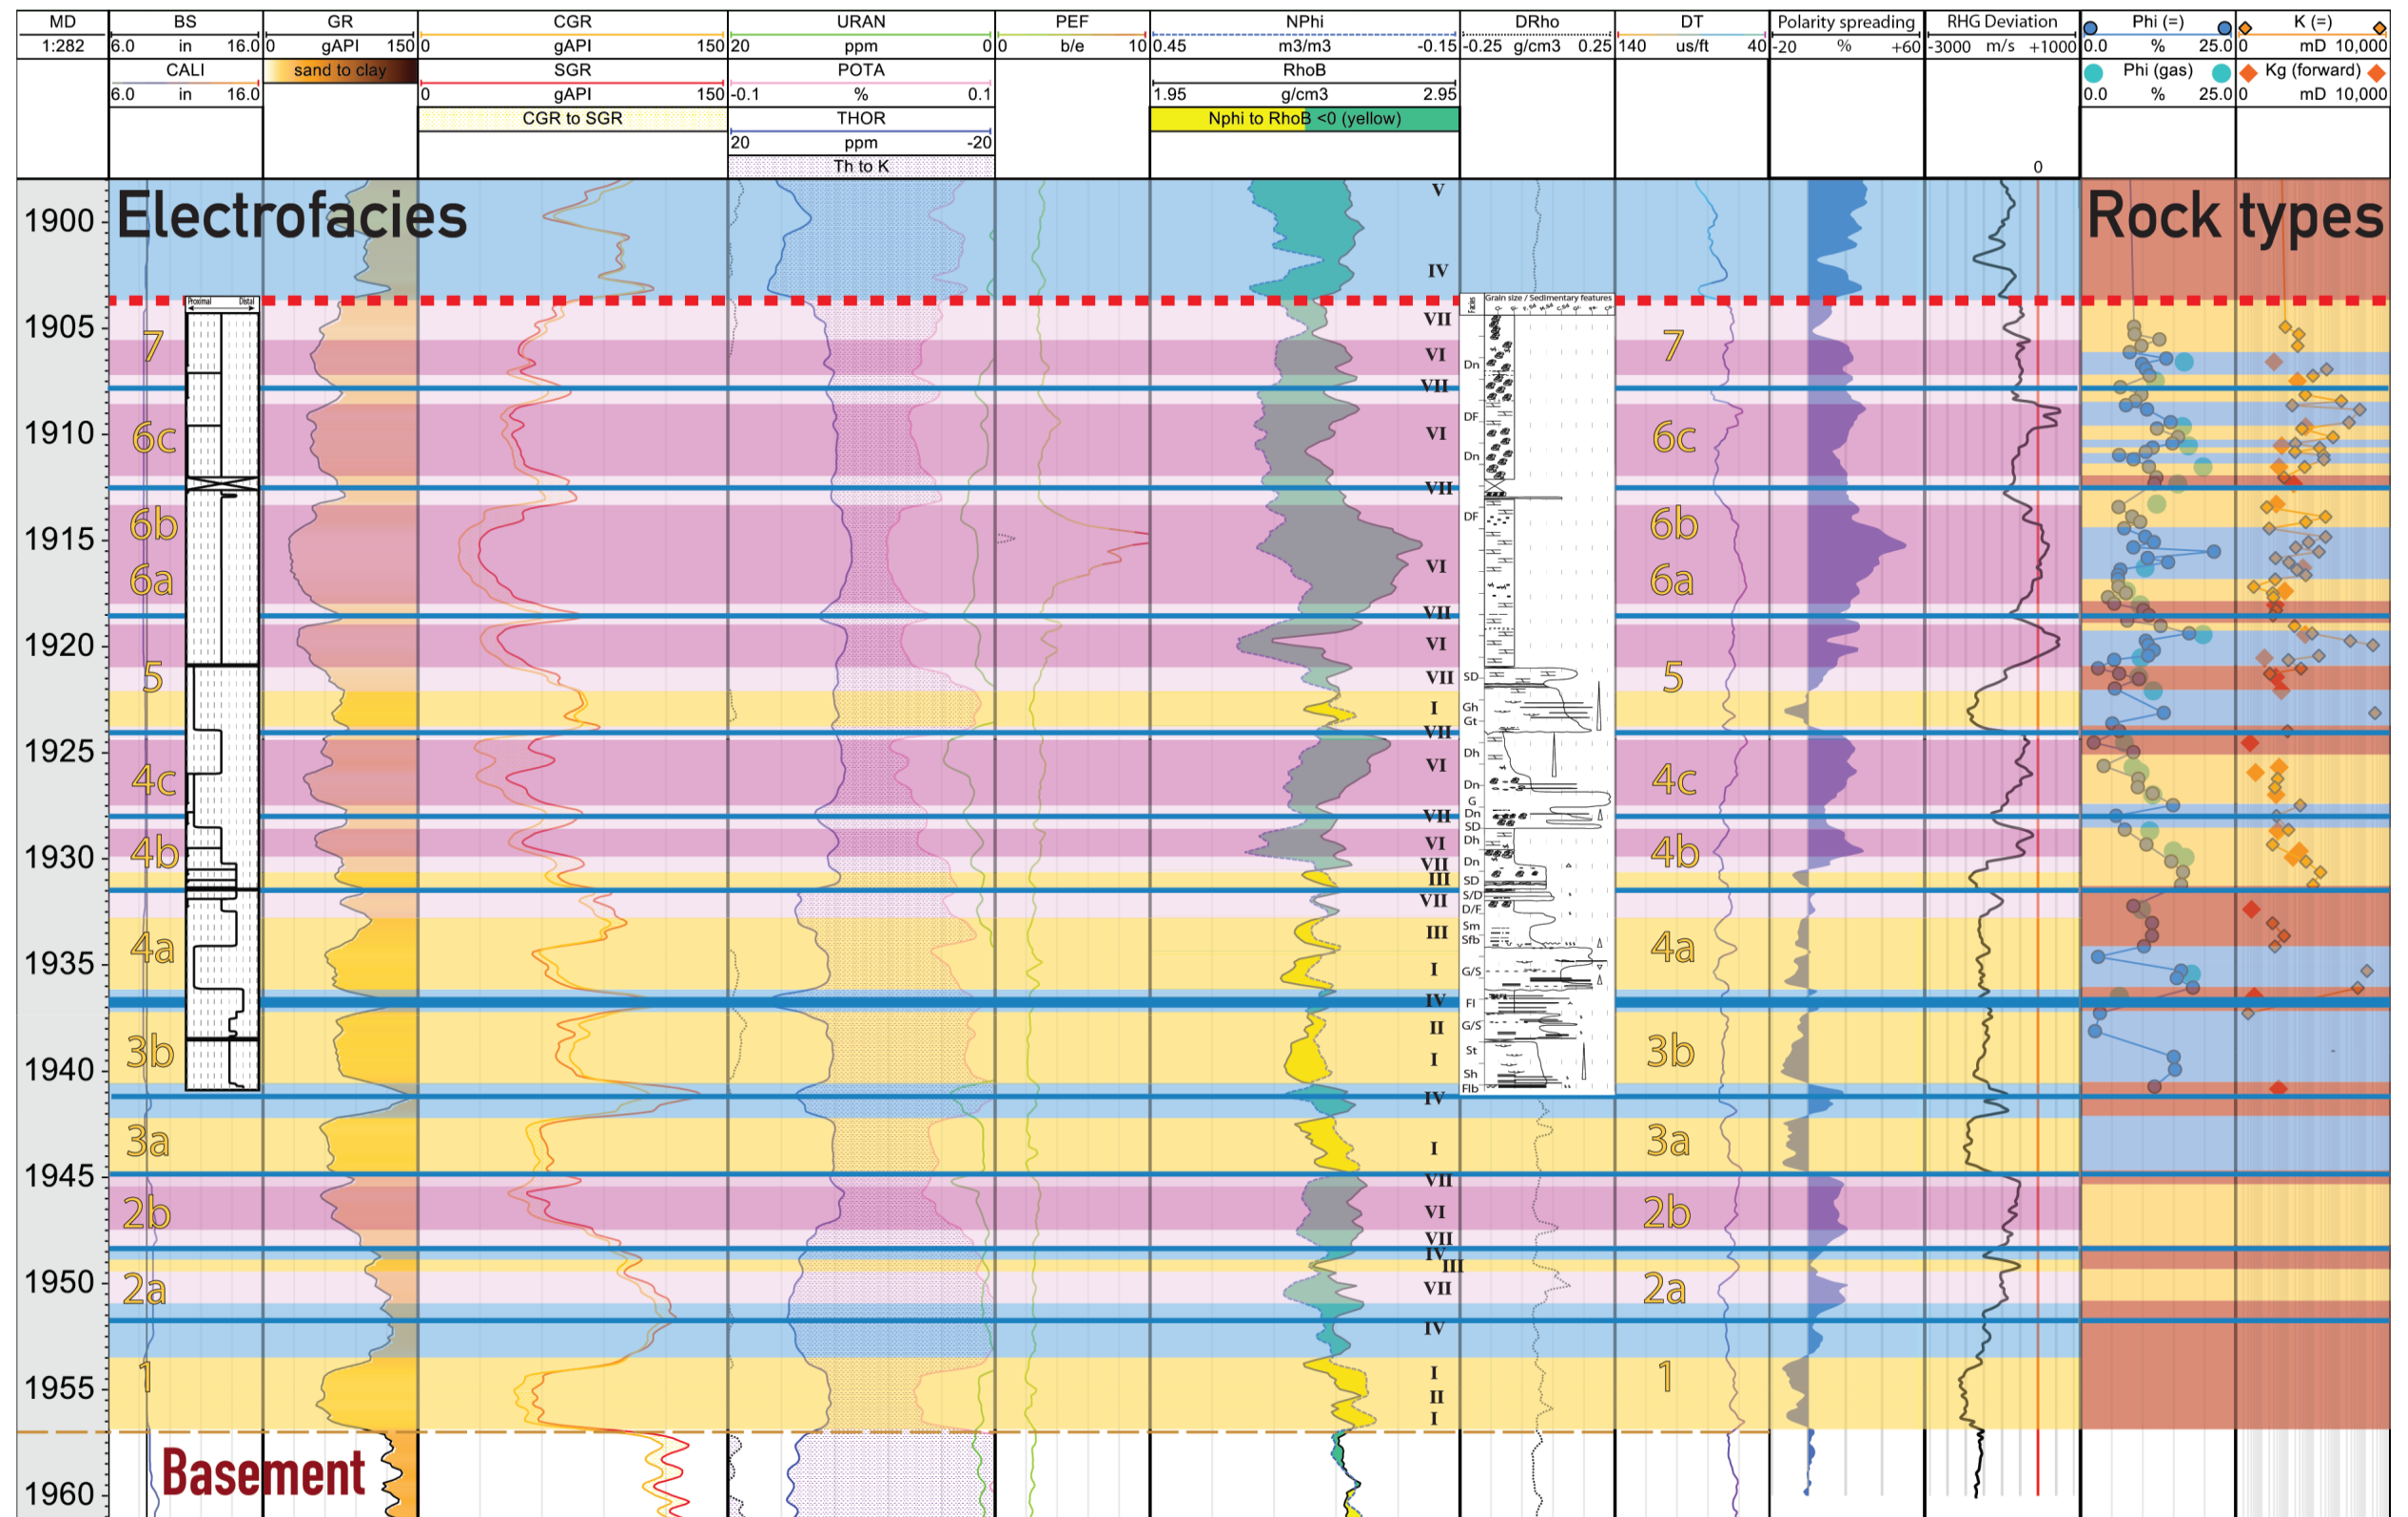 MD BS GR CGR URAN PEF NPhi DRho DT Polarity spreading RHG Deviation Phi (=) K (=)
1:282 6.0 in 16.0 0 gAPI 150 0 gAPI 150 20 ppm 0 0 b/e 10 0.45 m3/m3 -0.15 -0.25 g/cm3 0.25 140 us/ft 40 -20 % +60 -3000 m/s +1000 0.0 % 25.0 0 mD 10,000
CALI sand to clay SGR POTA RhoB Phi (gas) Kg (forward)
6.0 in 16.0 0 gAPI 150 -0.1 % 0.1 1.95 g/cm3 2.95 0.0 % 25.0 0 mD 10,000
CGR to SGR THOR Nphi to RhoB <0 (yellow)
20 ppm -20
Th to K 0
V
1900 Electrofacies Rock types
IV
Proximal Distal Facies Grain size / Sedimentary features
1905 7 VII 7
VI Dn
VII
DF
1910 6c VI 6c
Dn
VII
6b DF 6b
1915
6a VI 6a
VII
1920 VI
5 VII SD 5
I Gh
Gt
VII
1925 Dh
4c VI 4c
Dn
G
VII Dn
SD
1930 4b VI Dh 4b
VII Dn
III SD
VII S/D
D/F
4a III Sm 4a
Sfb
1935 I G/S
IV Fl
II G/S
3b St 3b
1940 I Sh
Flb
IV
3a I 3a
1945 VII
2b VI 2b
VII
IV
1950 2a III 2a
VII
IV
1955 1 I 1
II
I
Basement
1960